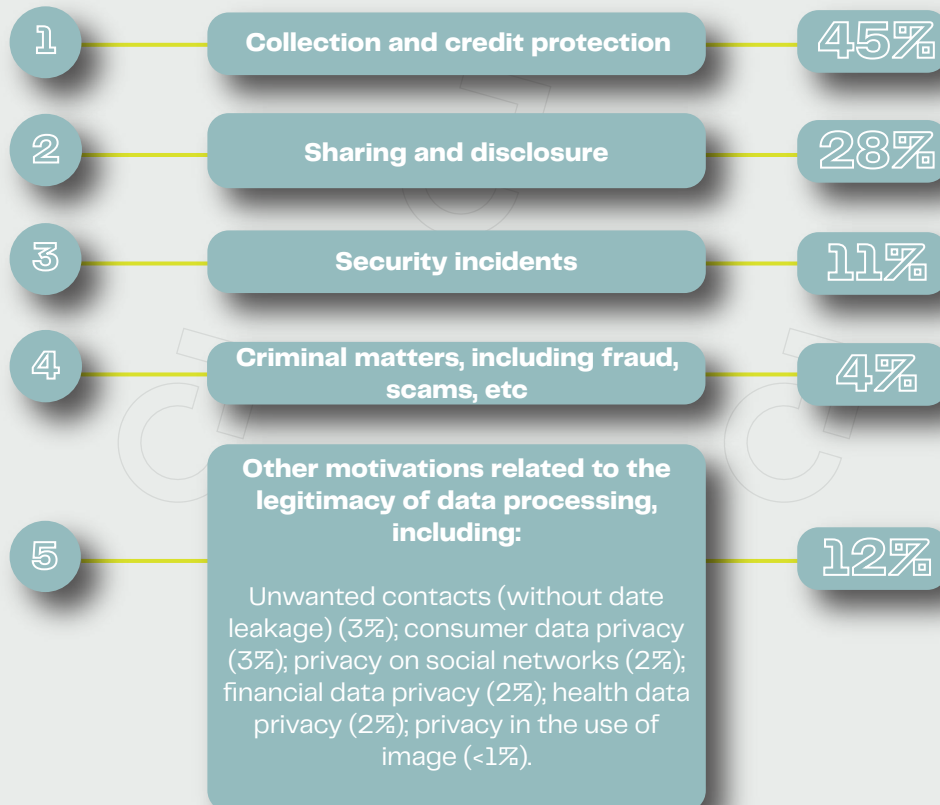 1
Collection and credit protection
45%
2
Sharing and disclosure
28%
3
Security incidents
11%
4
Criminal matters, including fraud,
scams, etc
4%
Other motivations related to the
legitimacy of data processing,
including:
5
12%
Unwanted contacts (without date
leakage) (3%); consumer data privacy
(3%); privacy on social networks (2%);
financial data privacy (2%); health data
privacy (2%); privacy in the use of
image (<1%).